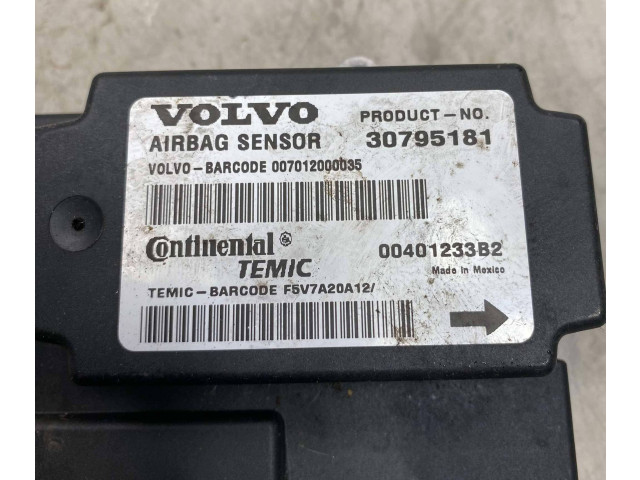 VOLVO PRODUCT-NO.
AIRBAG SENSOR 30795181
VOLVO-BARCODE 007012000035
Continental 00401233B2
TEMIC Made in Mexico
TEMIC-BARCODE F5V7A20A12/